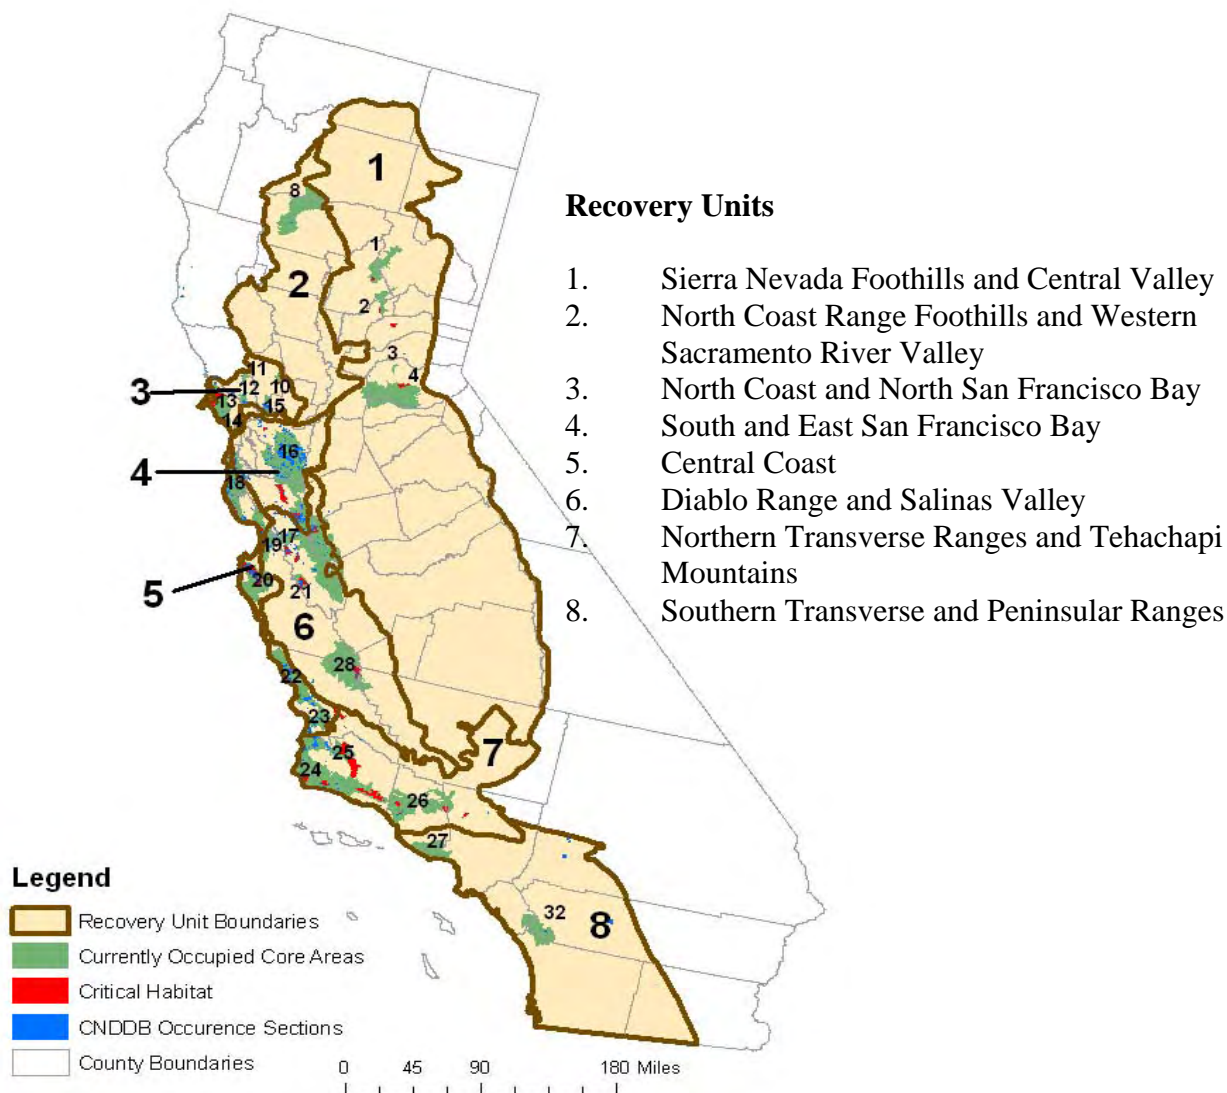 1
8
Recovery Units
1
1. Sierra Nevada Foothills and Central Valley
2
2
2. North Coast Range Foothills and Western
Sacramento River Valley
3
11
3
12
10
4
3. North Coast and North San Francisco Bay
13
15
14
4. South and East San Francisco Bay
16
4
18
5. Central Coast
6. Diablo Range and Salinas Valley
17
19
7. Northern Transverse Ranges and Tehachapi
Mountains
5
20
21
8. Southern Transverse and Peninsular Ranges
6
28
22
23
25
7
24
26
27
Legend
32
8
Recovery Unit Boundaries
Currently Occupied Core Areas
Critical Habitat
CNDDB Occurence Sections
County Boundaries
0 45 90 180 Miles